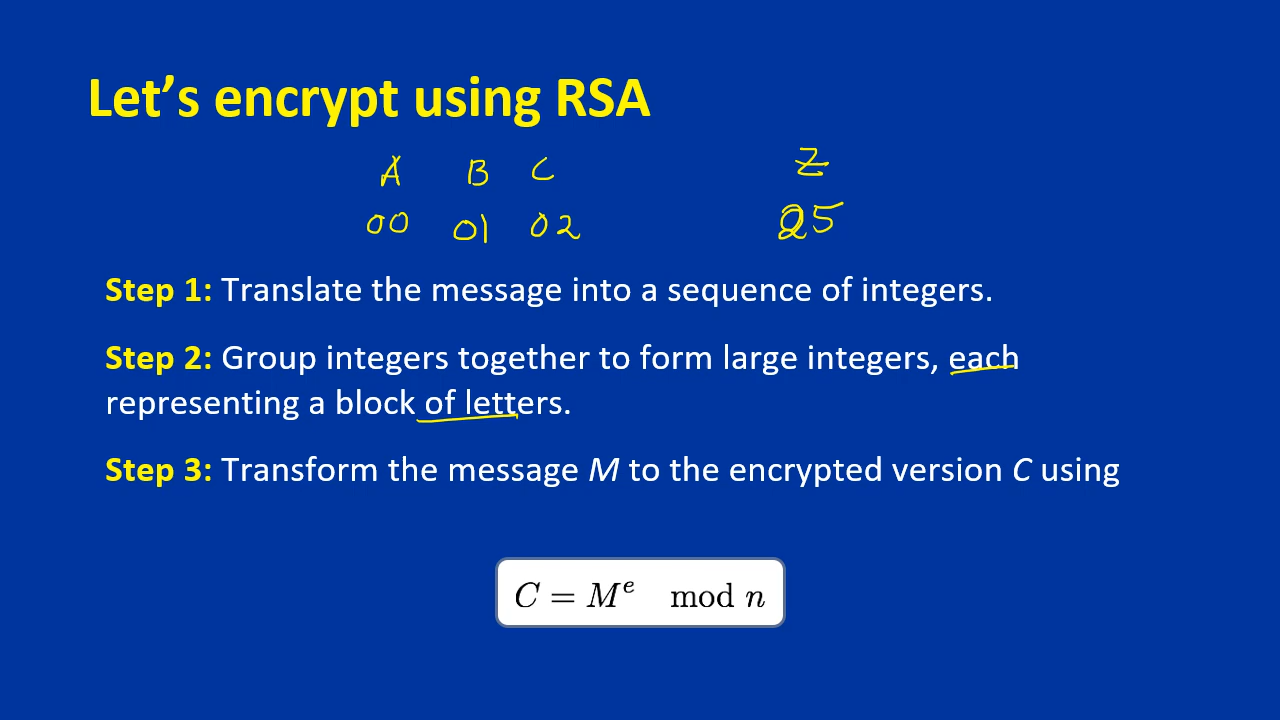 Let’s encrypt using RSA
A B C Z
00 01 02 25
Step 1: Translate the message into a sequence of integers.
Step 2: Group integers together to form large integers, each
representing a block of letters.
Step 3: Transform the message M to the encrypted version C using
C = Mᵉ mod n